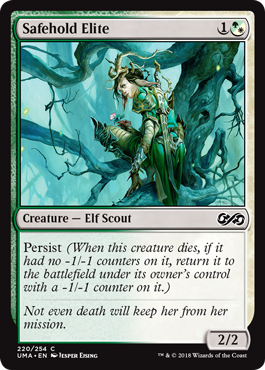 Safehold Elite 1
Creature — Elf Scout
Persist (When this creature dies, if it
had no -1/-1 counters on it, return it to
the battlefield under its owner's control
with a -1/-1 counter on it.)
Not even death will keep her from her
mission.
2/2
220/254 C
UMA • EN Jesper Ejsing
™ & © 2018 Wizards of the Coast